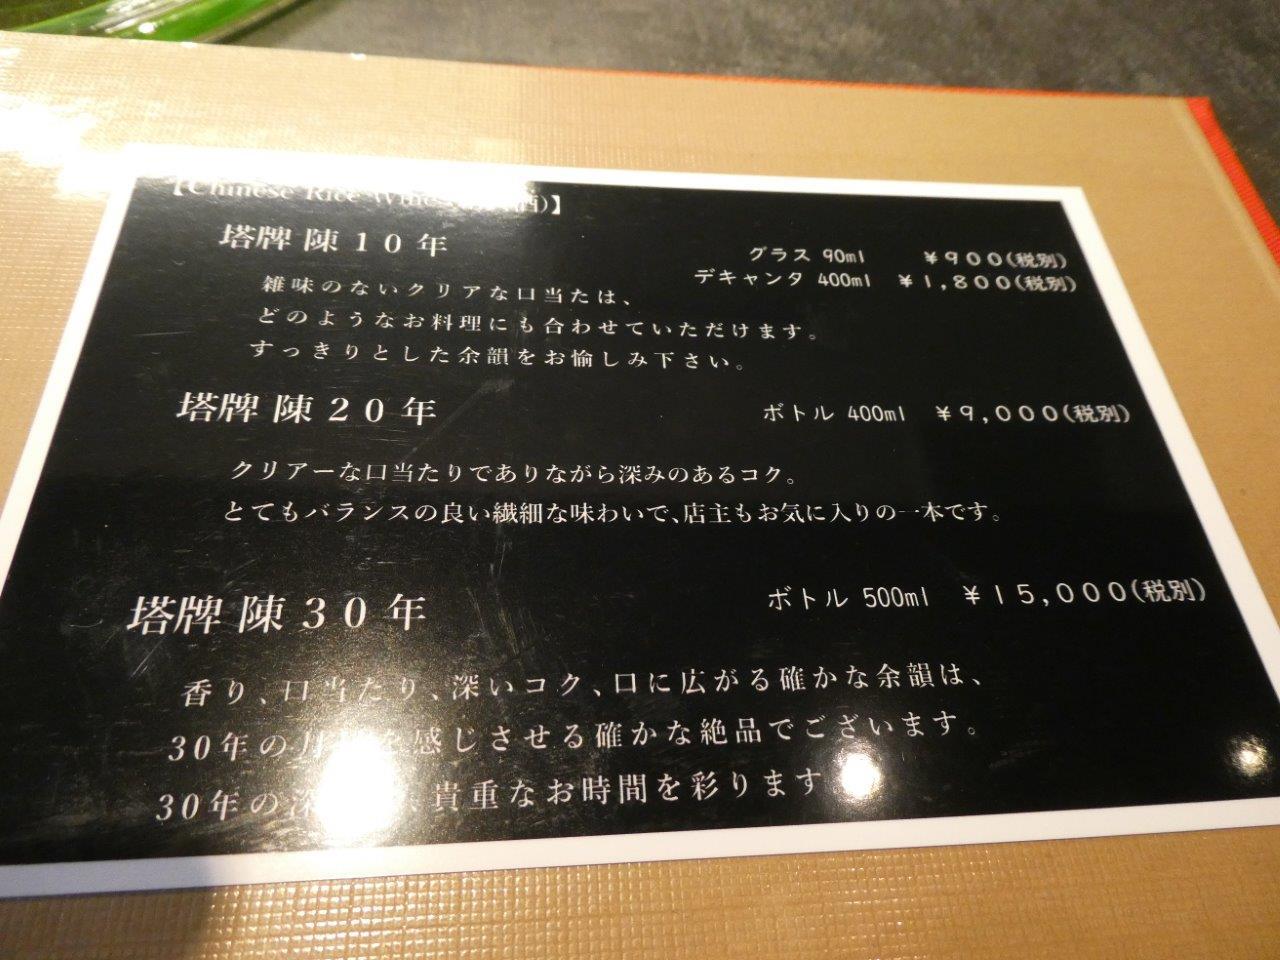 【Chinese Rice Wine 酒)】
塔牌 陳10年
グラス 90ml ￥900(税別)
デキャンタ 400ml ￥1,800(税別)
雑味のないクリアな口当たは、
どのようなお料理にも合わせていただけます。
すっきりとした余韻をお愉しみ下さい。
塔牌 陳20年
ボトル 400ml ￥9,000(税別)
クリアーな口当たりでありながら深みのあるコク。
とてもバランスの良い繊細な味わいで、店主もお気に入りの一本です。
塔牌 陳30年
ボトル 500ml ￥15,000(税別)
香り、口当たり、深いコク、口に広がる確かな余韻は、
30年の月 を感じさせる確かな絶品でございます。
30年の深 、貴重なお時間を彩ります